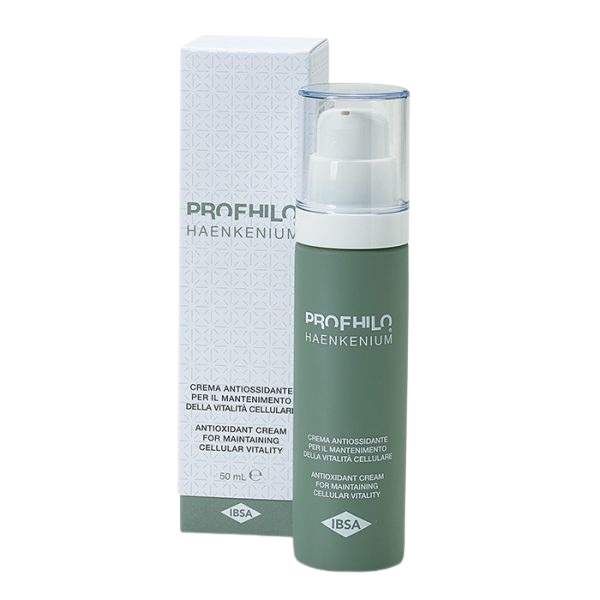 PROFHILO
HAENKENIUM
CREMA ANTIOSSIDANTE
PER IL MANTENIMENTO
DELLA VITALITÀ CELLULARE
ANTIOXIDANT CREAM
FOR MAINTAINING
CELLULAR VITALITY
50 mL ℮
IBSA
PROFHILO®
HAENKENIUM
CREMA ANTIOSSIDANTE
PER IL MANTENIMENTO
DELLA VITALITÀ CELLULARE
ANTIOXIDANT CREAM
FOR MAINTAINING
CELLULAR VITALITY
IBSA